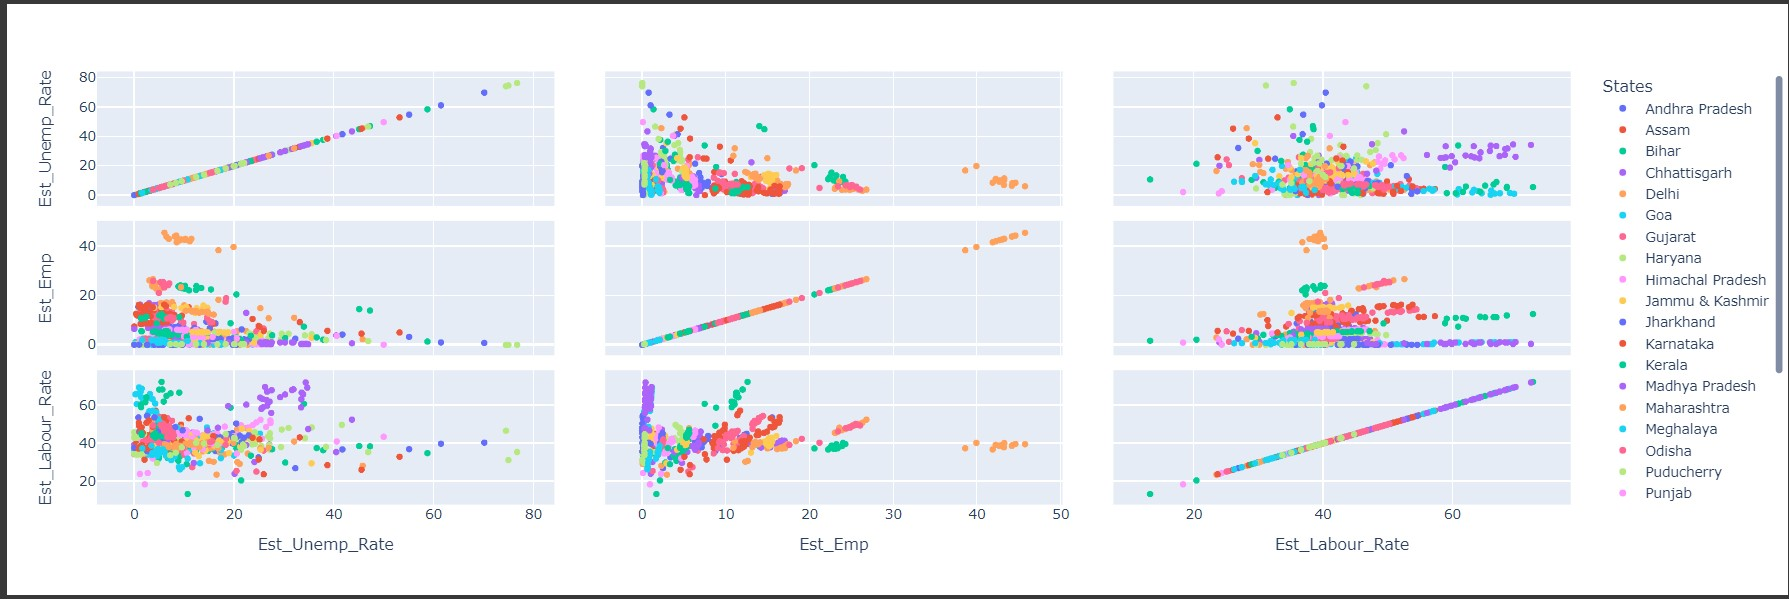 Est_Unemp_Rate
80
60
40
20
0
Est_Emp
40
20
0
Est_Labour_Rate
60
40
20
0
20
40
60
80
Est_Unemp_Rate
0
10
20
30
40
50
Est_Emp
20
40
60
Est_Labour_Rate
States
Andhra Pradesh
Assam
Bihar
Chhattisgarh
Delhi
Goa
Gujarat
Haryana
Himachal Pradesh
Jammu & Kashmir
Jharkhand
Karnataka
Kerala
Madhya Pradesh
Maharashtra
Meghalaya
Odisha
Puducherry
Punjab